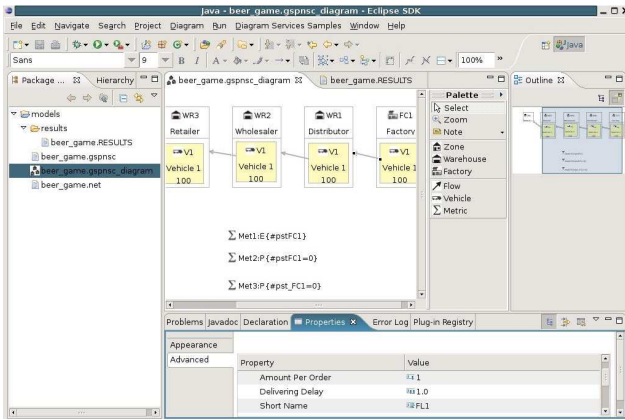 Java - beer_game.gspnsc_diagram - Eclipse SDK
File Edit Navigate Search Project Diagram Run Diagram Services Samples Window Help
Java
Sans 9 B I A 100% »
Package ... Hierarchy
beer_game.gspnsc_diagram beer_game.RESULTS
Outline
models
results
beer_game.RESULTS
beer_game.gspnsc
beer_game.gspnsc_diagram
beer_game.net
WR3 WR2 WR1 FC1
Retailer Wholesaler Distributor Factory
V1 V1 V1 V1
Vehicle 1 Vehicle 1 Vehicle 1 Vehicle 1
100 100 100 100
Σ Met1:E{#pstFC1}
Σ Met2:P{#pstFC1=0}
Σ Met3:P{#pst_FC1=0}
Palette
Select
Zoom
Note
Zone
Warehouse
Factory
Flow
Vehicle
Σ Metric
Problems Javadoc Declaration Properties Error Log Plug-in Registry
Appearance
Advanced
Property Value
Amount Per Order 1
Delivering Delay 1.0
Short Name FL1